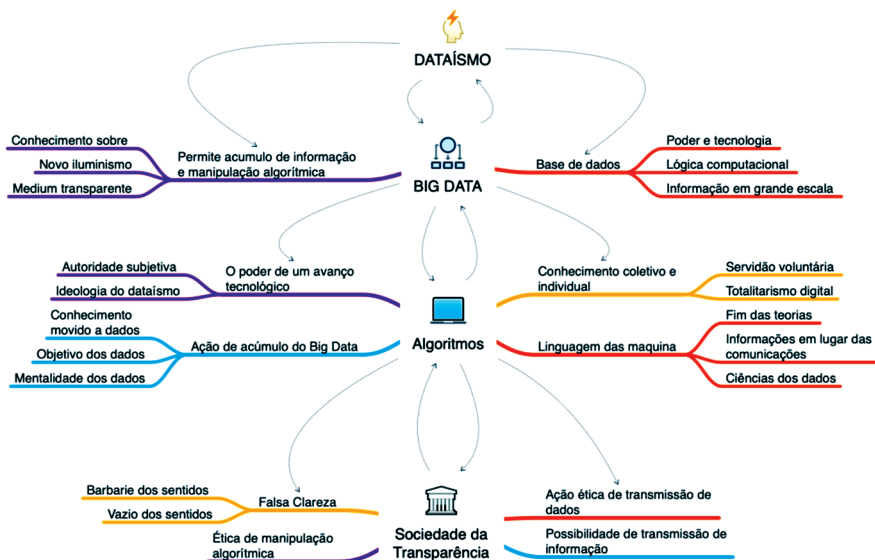 DATAÍSMO
Conhecimento sobre
Novo iluminismo
Medium transparente
Permite acumulo de informação
e manipulação algorítmica
BIG DATA
Base de dados
Poder e tecnologia
Lógica computacional
Informação em grande escala
Autoridade subjetiva
Ideologia do dataísmo
O poder de um avanço
tecnológico
Conhecimento
movido a dados
Objetivo dos dados
Mentalidade dos dados
Ação de acúmulo do Big Data
Algoritmos
Conhecimento coletivo e
individual
Servidão voluntária
Totalitarismo digital
Linguagem das maquina
Fim das teorias
Informações em lugar das
comunicações
Ciências dos dados
Barbarie dos sentidos
Vazio dos sentidos
Falsa Clareza
Ética de manipulação
algorítmica
Sociedade da
Transparência
Ação ética de transmissão de
dados
Possibilidade de transmissão de
informação